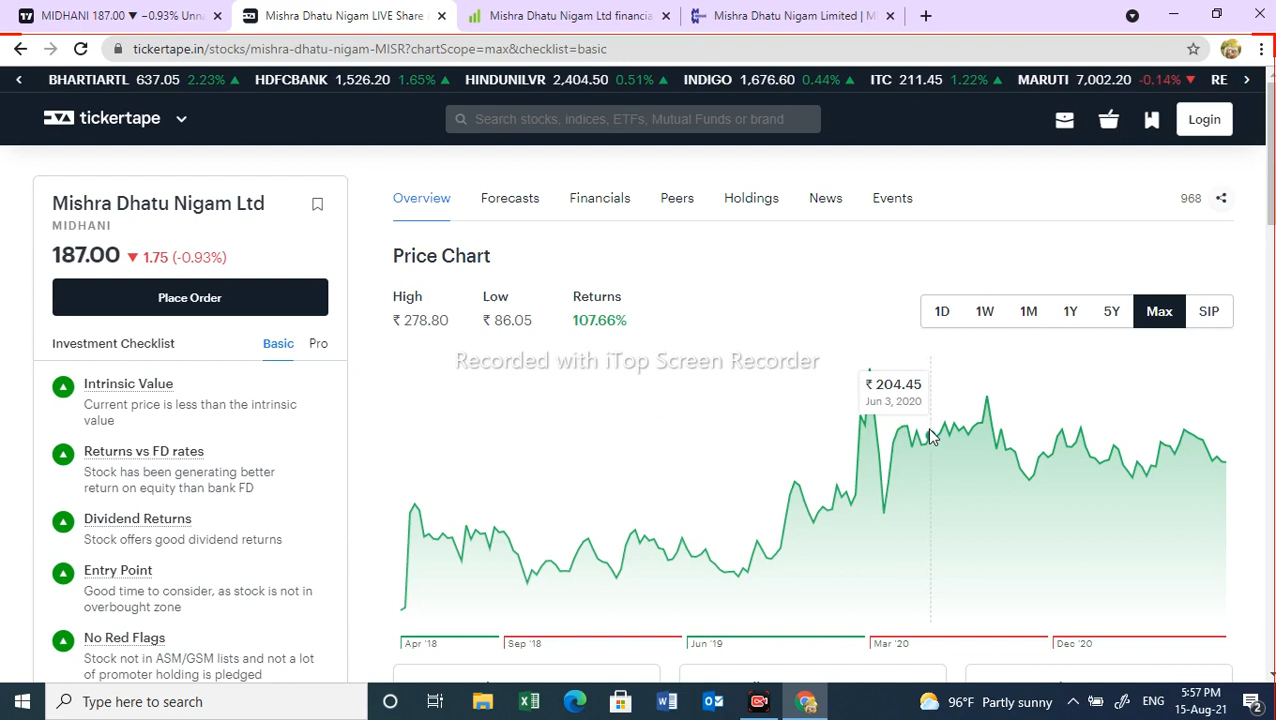 MIDHANI 187.00 ▼ −0.93% Unna
Mishra Dhatu Nigam LIVE Share
Mishra Dhatu Nigam Ltd financia
Mishra Dhatu Nigam Limited | M
tickertape.in/stocks/mishra-dhatu-nigam-MISR?chartScope=max&checklist=basic
BHARTIARTL 637.05 2.23% ▲ HDFCBANK 1,526.20 1.65% ▲ HINDUNILVR 2,404.50 0.51% ▲ INDIGO 1,676.60 0.44% ▲ ITC 211.45 1.22% ▲ MARUTI 7,002.20 -0.14% ▼ RE
tickertape
Search stocks, indices, ETFs, Mutual Funds or brand
Login
Mishra Dhatu Nigam Ltd
MIDHANI
187.00 ▼ 1.75 (-0.93%)
Place Order
Investment Checklist Basic Pro
Intrinsic Value
Current price is less than the intrinsic
value
Returns vs FD rates
Stock has been generating better
return on equity than bank FD
Dividend Returns
Stock offers good dividend returns
Entry Point
Good time to consider, as stock is not in
overbought zone
No Red Flags
Stock not in ASM/GSM lists and not a lot
of promoter holding is pledged
Overview Forecasts Financials Peers Holdings News Events 968
Price Chart
High Low Returns
₹ 278.80 ₹ 86.05 107.66%
1D 1W 1M 1Y 5Y Max SIP
Recorded with iTop Screen Recorder
₹ 204.45
Jun 3, 2020
Apr '18 Sep '18 Jun '19 Mar '20 Dec '20
Type here to search
96°F Partly sunny
ENG
5:57 PM
15-Aug-21
2